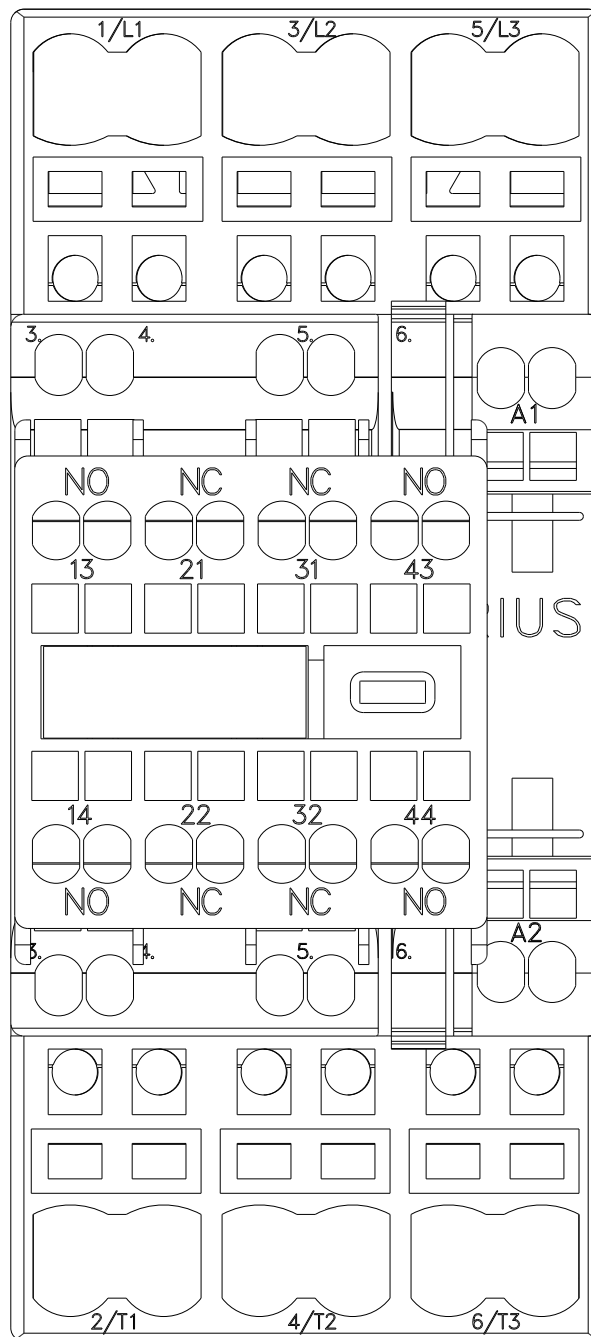 1/L1 3/L2 5/L3
3. 4. 5. 6.
A1
NO NC NC NO
13 21 31 43
RIUS
14 22 32 44
NO NC NC NO
A2
3. 4. 5. 6.
2/T1 4/T2 6/T3